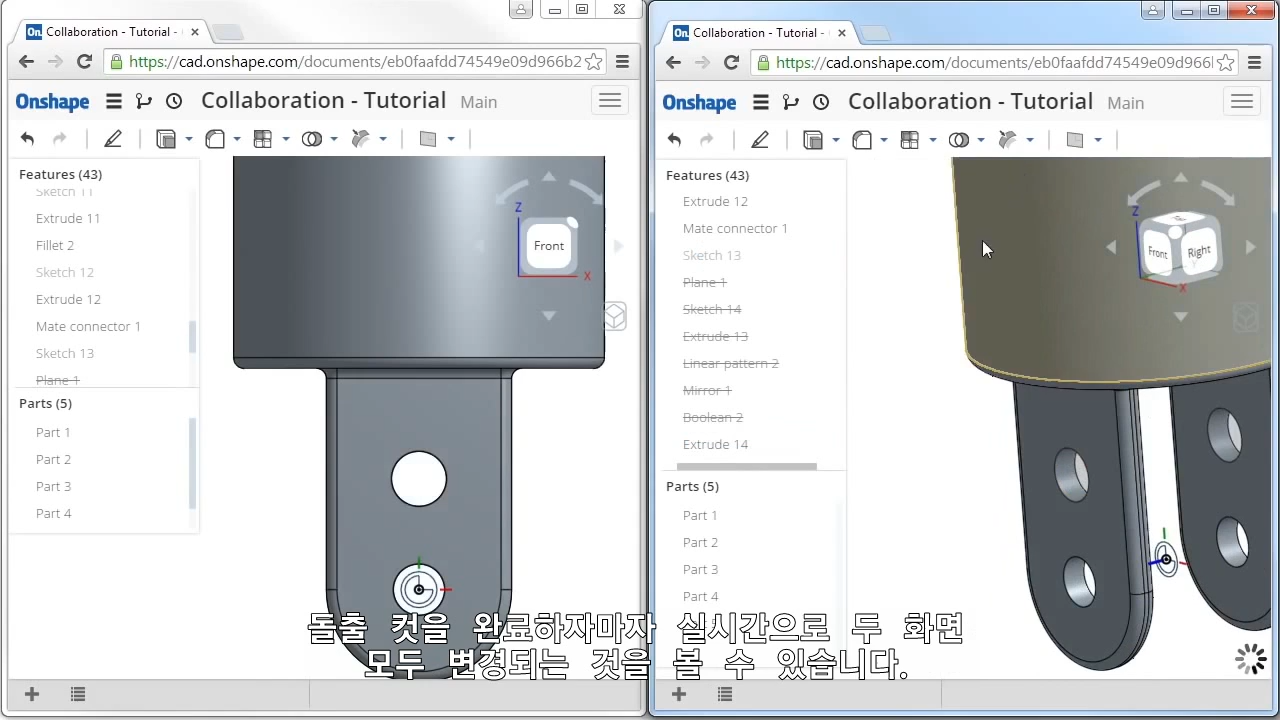 On. Collaboration - Tutorial - ×
https://cad.onshape.com/documents/eb0faafdd74549e09d966b2
Onshape Collaboration - Tutorial Main
Features (43)
Sketch 11
Extrude 11
Fillet 2
Sketch 12
Extrude 12
Mate connector 1
Sketch 13
Plane 1
Parts (5)
Part 1
Part 2
Part 3
Part 4
Z
Front
X
On. Collaboration - Tutorial - ×
https://cad.onshape.com/documents/eb0faafdd74549e09d966b
Onshape Collaboration - Tutorial Main
Features (43)
Extrude 12
Mate connector 1
Sketch 13
Plane 1
Sketch 14
Extrude 13
Linear pattern 2
Mirror 1
Boolean 2
Extrude 14
Parts (5)
Part 1
Part 2
Part 3
Part 4
Z
Front Right
X
돌출 컷을 완료하자마자 실시간으로 두 화면
모두 변경되는 것을 볼 수 있습니다.